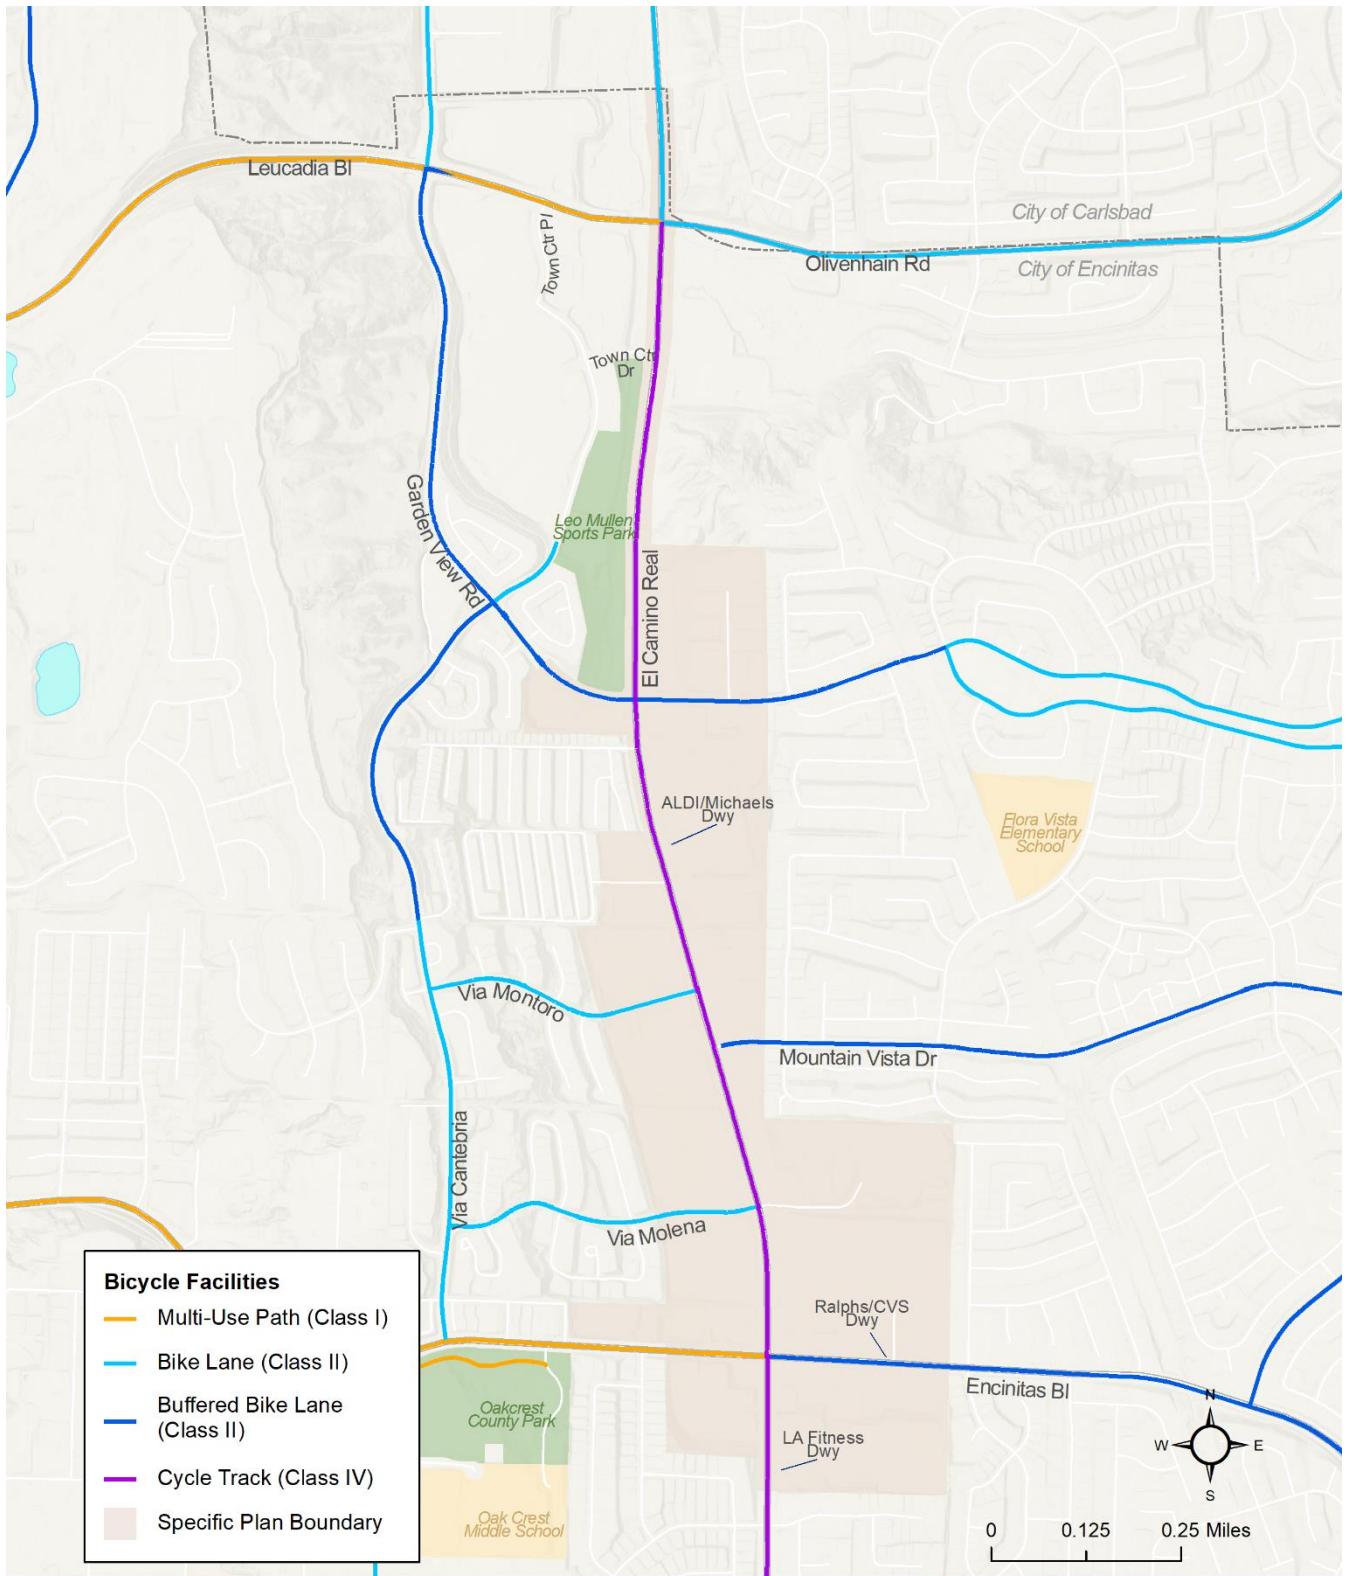 Leucadia Bl
Town Ctr Pl
City of Carlsbad
Olivenhain Rd
City of Encinitas
Town Ctr
Dr
Garden View Rd
Leo Mullen
Sports Park
El Camino Real
ALDI/Michaels
Dwy
Flora Vista
Elementary
School
Via Montoro
Mountain Vista Dr
Via Cantebria
Via Molena
Ralphs/CVS
Dwy
Encinitas Bl
Oakcrest
County Park
LA Fitness
Dwy
Oak Crest
Middle School
Bicycle Facilities
Multi-Use Path (Class I)
Bike Lane (Class II)
Buffered Bike Lane
(Class II)
Cycle Track (Class IV)
Specific Plan Boundary
N
W E
S
0 0.125 0.25 Miles